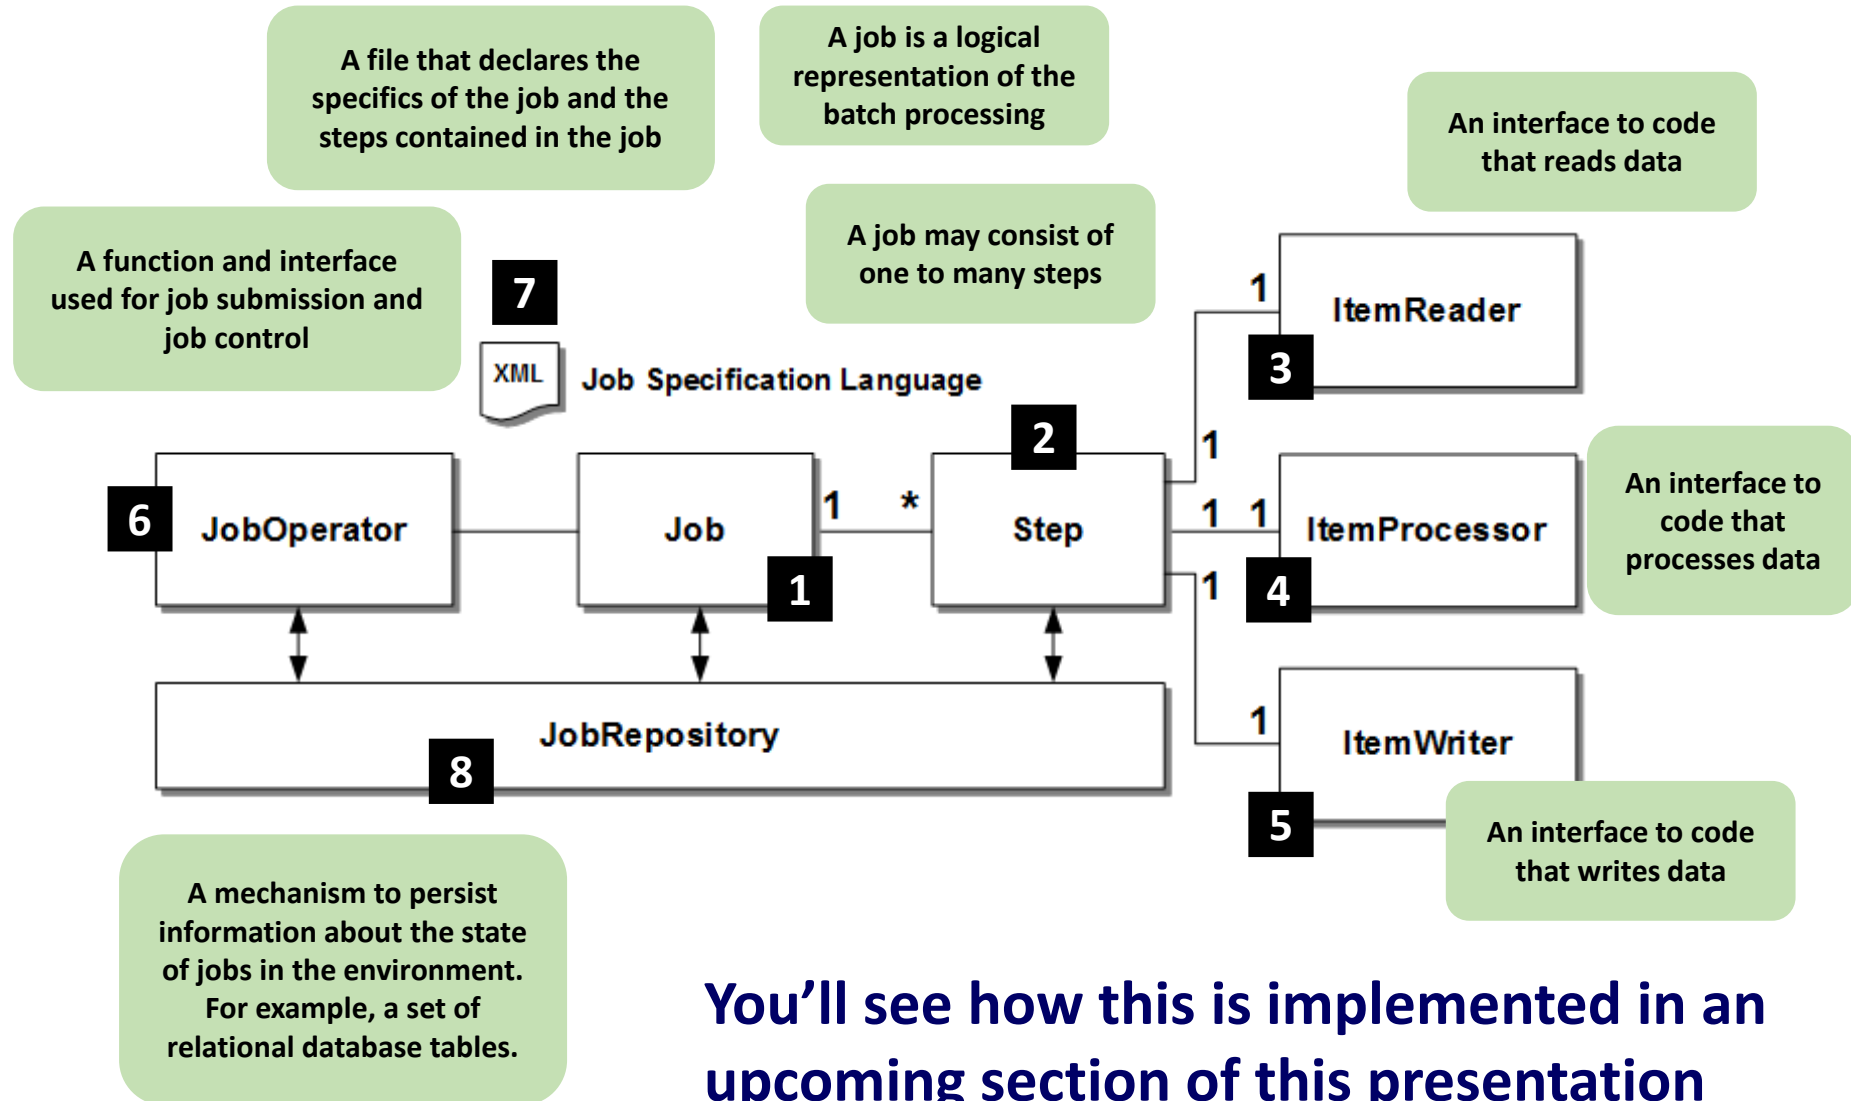 A file that declares the
specifics of the job and the
steps contained in the job
A job is a logical
representation of the
batch processing
An interface to code
that reads data
A function and interface
used for job submission and
job control
A job may consist of
one to many steps
7
XML
Job Specification Language
1
ItemReader
3
2
1
6
JobOperator
Job
1
1
*
Step
1
1
ItemProcessor
4
1
An interface to
code that
processes data
JobRepository
8
1
ItemWriter
5
An interface to code
that writes data
A mechanism to persist
information about the state
of jobs in the environment.
For example, a set of
relational database tables.
You’ll see how this is implemented in an
upcoming section of this presentation